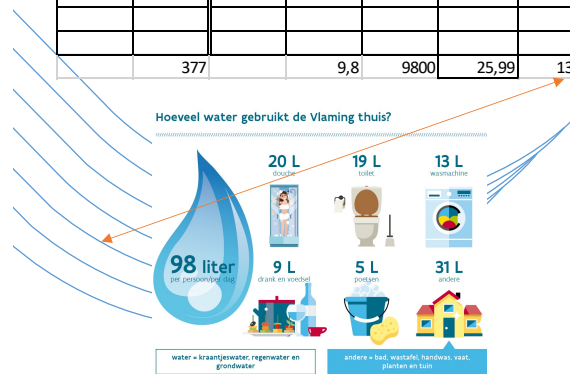 377 9,8 9800 25,99 13
Hoeveel water gebruikt de Vlaming thuis?
20 L 19 L 13 L
douche toilet wasmachine
98 liter
per persoon/per dag
9 L 5 L 31 L
drank en voedsel poetsen andere
water = kraantjeswater, regenwater en
grondwater
andere = bad, wastafel, handwas, vaat,
planten en tuin